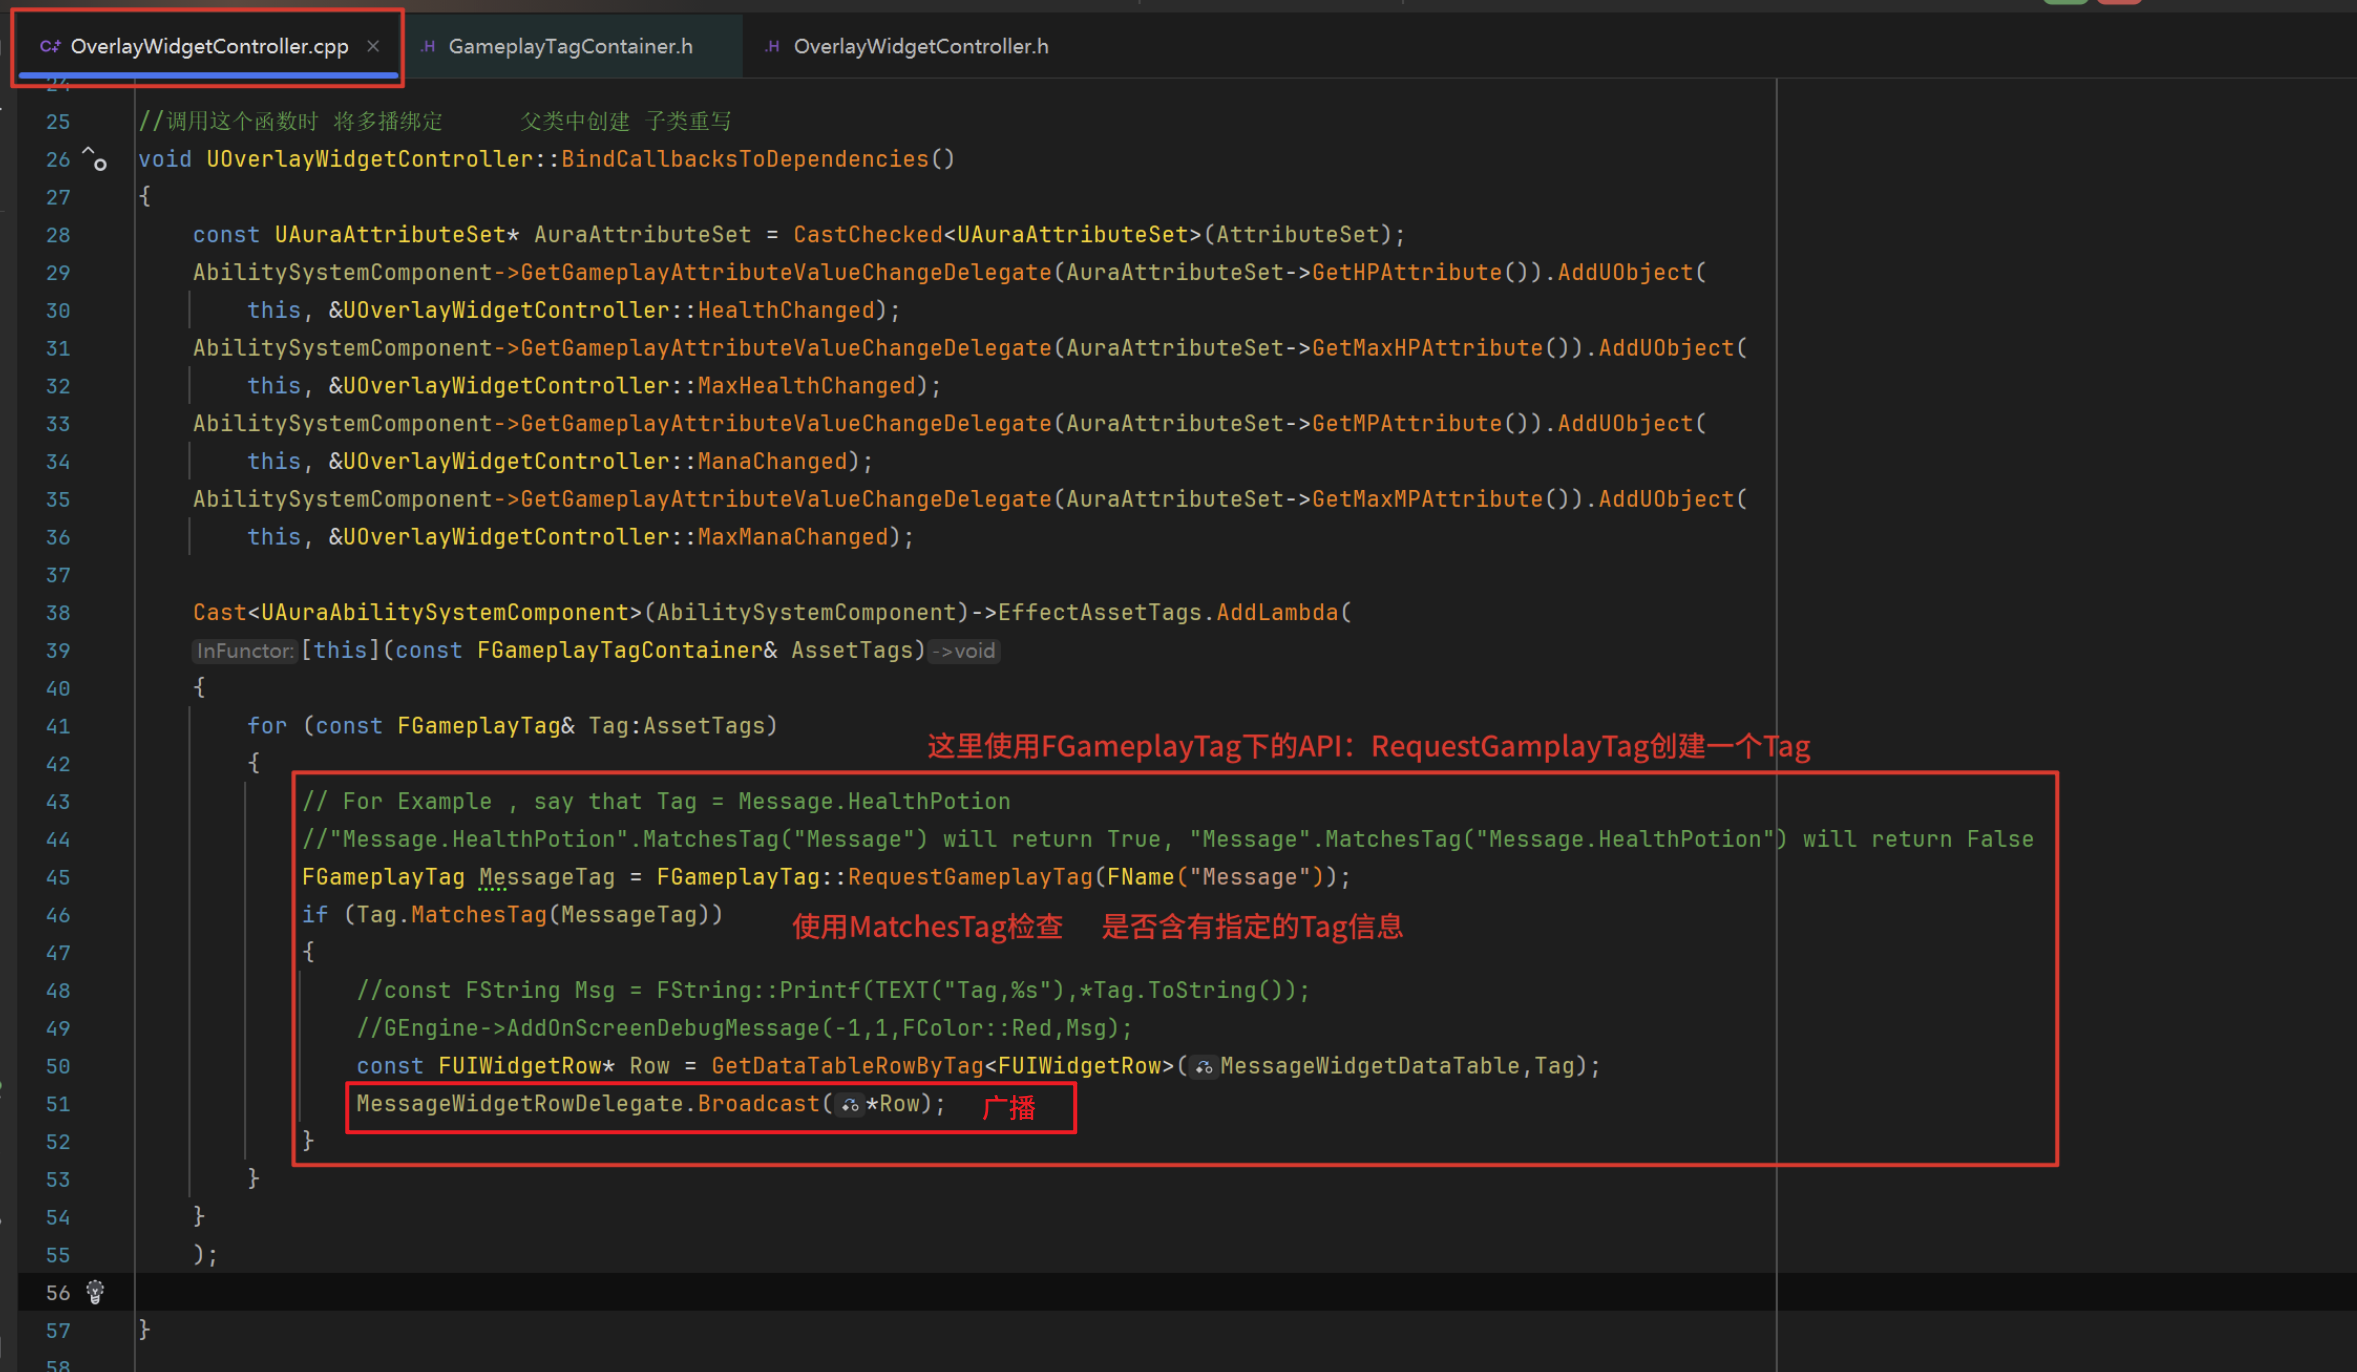 OverlayWidgetController.cpp GameplayTagContainer.h OverlayWidgetController.h
24
25 //调用这个函数时 将多播绑定 父类中创建 子类重写
26 void UOverlayWidgetController::BindCallbacksToDependencies()
27 {
28 const UAuraAttributeSet* AuraAttributeSet = CastChecked<UAuraAttributeSet>(AttributeSet);
29 AbilitySystemComponent->GetGameplayAttributeValueChangeDelegate(AuraAttributeSet->GetHPAttribute()).AddUObject(
30 this, &UOverlayWidgetController::HealthChanged);
31 AbilitySystemComponent->GetGameplayAttributeValueChangeDelegate(AuraAttributeSet->GetMaxHPAttribute()).AddUObject(
32 this, &UOverlayWidgetController::MaxHealthChanged);
33 AbilitySystemComponent->GetGameplayAttributeValueChangeDelegate(AuraAttributeSet->GetMPAttribute()).AddUObject(
34 this, &UOverlayWidgetController::ManaChanged);
35 AbilitySystemComponent->GetGameplayAttributeValueChangeDelegate(AuraAttributeSet->GetMaxMPAttribute()).AddUObject(
36 this, &UOverlayWidgetController::MaxManaChanged);
37
38 Cast<UAuraAbilitySystemComponent>(AbilitySystemComponent)->EffectAssetTags.AddLambda(
39 InFunctor: [this](const FGameplayTagContainer& AssetTags) ->void
40 {
41 for (const FGameplayTag& Tag:AssetTags)
这里使用FGameplayTag下的API：RequestGamplayTag创建一个Tag
42 {
43 // For Example , say that Tag = Message.HealthPotion
44 //"Message.HealthPotion".MatchesTag("Message") will return True, "Message".MatchesTag("Message.HealthPotion") will return False
45 FGameplayTag MessageTag = FGameplayTag::RequestGameplayTag(FName("Message"));
46 if (Tag.MatchesTag(MessageTag)) 使用MatchesTag检查 是否含有指定的Tag信息
47 {
48 //const FString Msg = FString::Printf(TEXT("Tag,%s"),*Tag.ToString());
49 //GEngine->AddOnScreenDebugMessage(-1,1,FColor::Red,Msg);
50 const FUIWidgetRow* Row = GetDataTableRowByTag<FUIWidgetRow>(MessageWidgetDataTable,Tag);
51 MessageWidgetRowDelegate.Broadcast(*Row); 广播
52 }
53 }
54 }
55 );
56
57 }
58